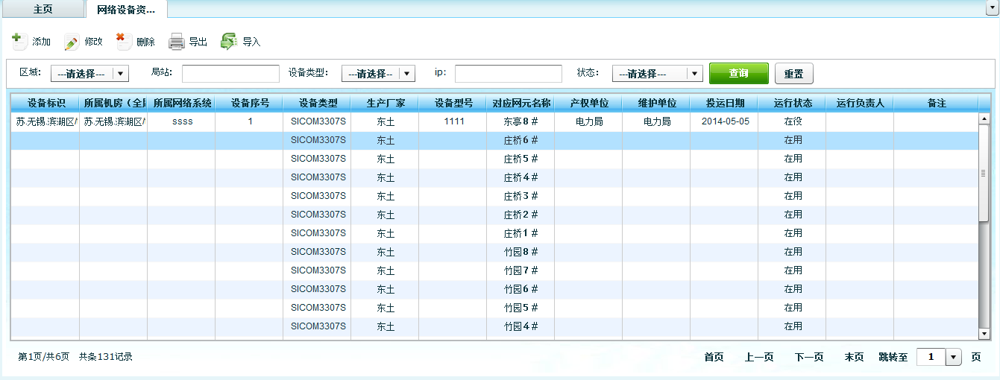 主页 网络设备资...
添加 修改 删除 导出 导入
区域: ---请选择--- 局站: 设备类型: ---请选择-- ip: 状态: ---请选择--- 查询 重置
设备标识 所属机房（全 所属网络系统 设备序号 设备类型 生产厂家 设备型号 对应网元名称 产权单位 维护单位 投运日期 运行状态 运行负责人 备注
苏.无锡.滨湖区/ 苏.无锡.滨湖区/ ssss 1 SICOM3307S 东土 1111 东亭8＃ 电力局 电力局 2014-05-05 在役
SICOM3307S 东土 庄桥6＃ 在用
SICOM3307S 东土 庄桥5＃ 在用
SICOM3307S 东土 庄桥4＃ 在用
SICOM3307S 东土 庄桥3＃ 在用
SICOM3307S 东土 庄桥2＃ 在用
SICOM3307S 东土 庄桥1＃ 在用
SICOM3307S 东土 竹园8＃ 在用
SICOM3307S 东土 竹园7＃ 在用
SICOM3307S 东土 竹园6＃ 在用
SICOM3307S 东土 竹园5＃ 在用
SICOM3307S 东土 竹园4＃ 在用
第1页/共6页 共条131记录 首页 上一页 下一页 末页 跳转至 1 页